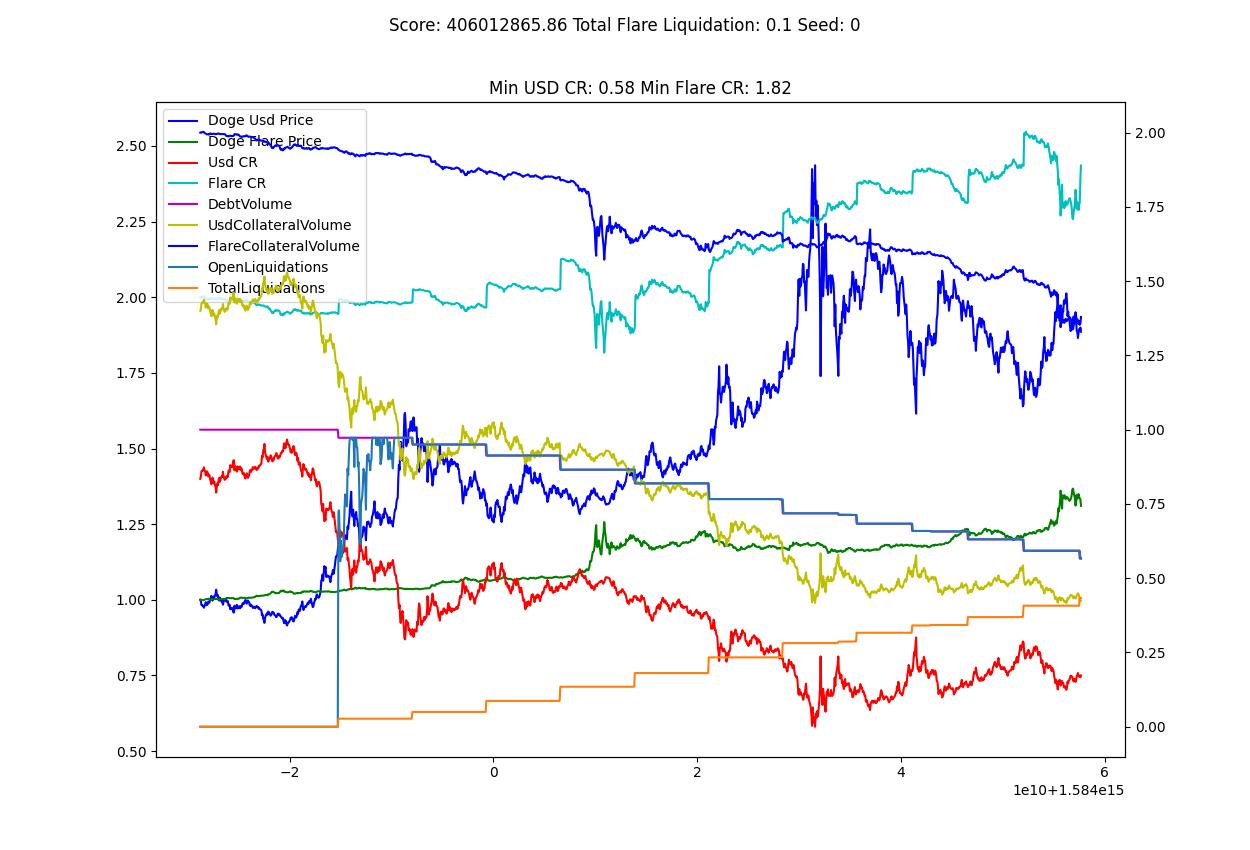 Score: 406012865.86 Total Flare Liquidation: 0.1 Seed: 0
Min USD CR: 0.58 Min Flare CR: 1.82
Doge Usd Price
Doge Flare Price
Usd CR
Flare CR
DebtVolume
UsdCollateralVolume
FlareCollateralVolume
OpenLiquidations
TotalLiquidations
2.50
2.25
2.00
1.75
1.50
1.25
1.00
0.75
0.50
2.00
1.75
1.50
1.25
1.00
0.75
0.50
0.25
0.00
−2 0 2 4 6
1e10+1.584e15